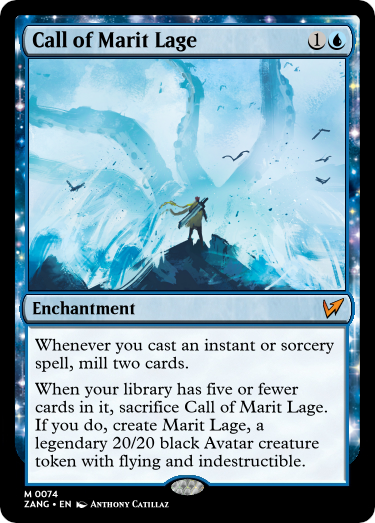 Call of Marit Lage 1
Enchantment
Whenever you cast an instant or sorcery
spell, mill two cards.
When your library has five or fewer
cards in it, sacrifice Call of Marit Lage.
If you do, create Marit Lage, a
legendary 20/20 black Avatar creature
token with flying and indestructible.
M 0074
ZANG • EN Anthony Catillaz